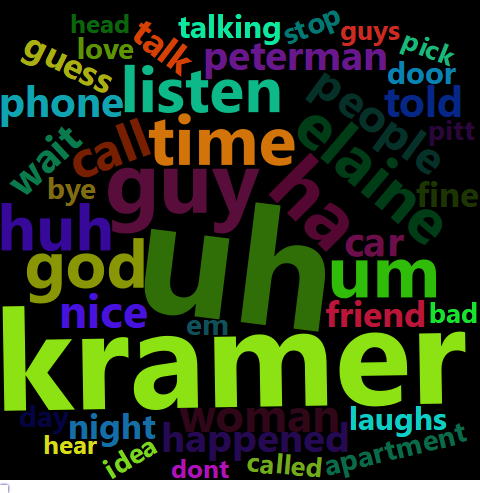 head
love
talk
talking
stop
guys
pick
guess
peterman
door
phone
listen
people
told
pitt
wait
call
time
elaine
bye
guy
ha
fine
huh
god
uh
car
um
nice
em
friend
bad
kramer
day
night
woman
laughs
hear
idea
happened
dont
called
apartment